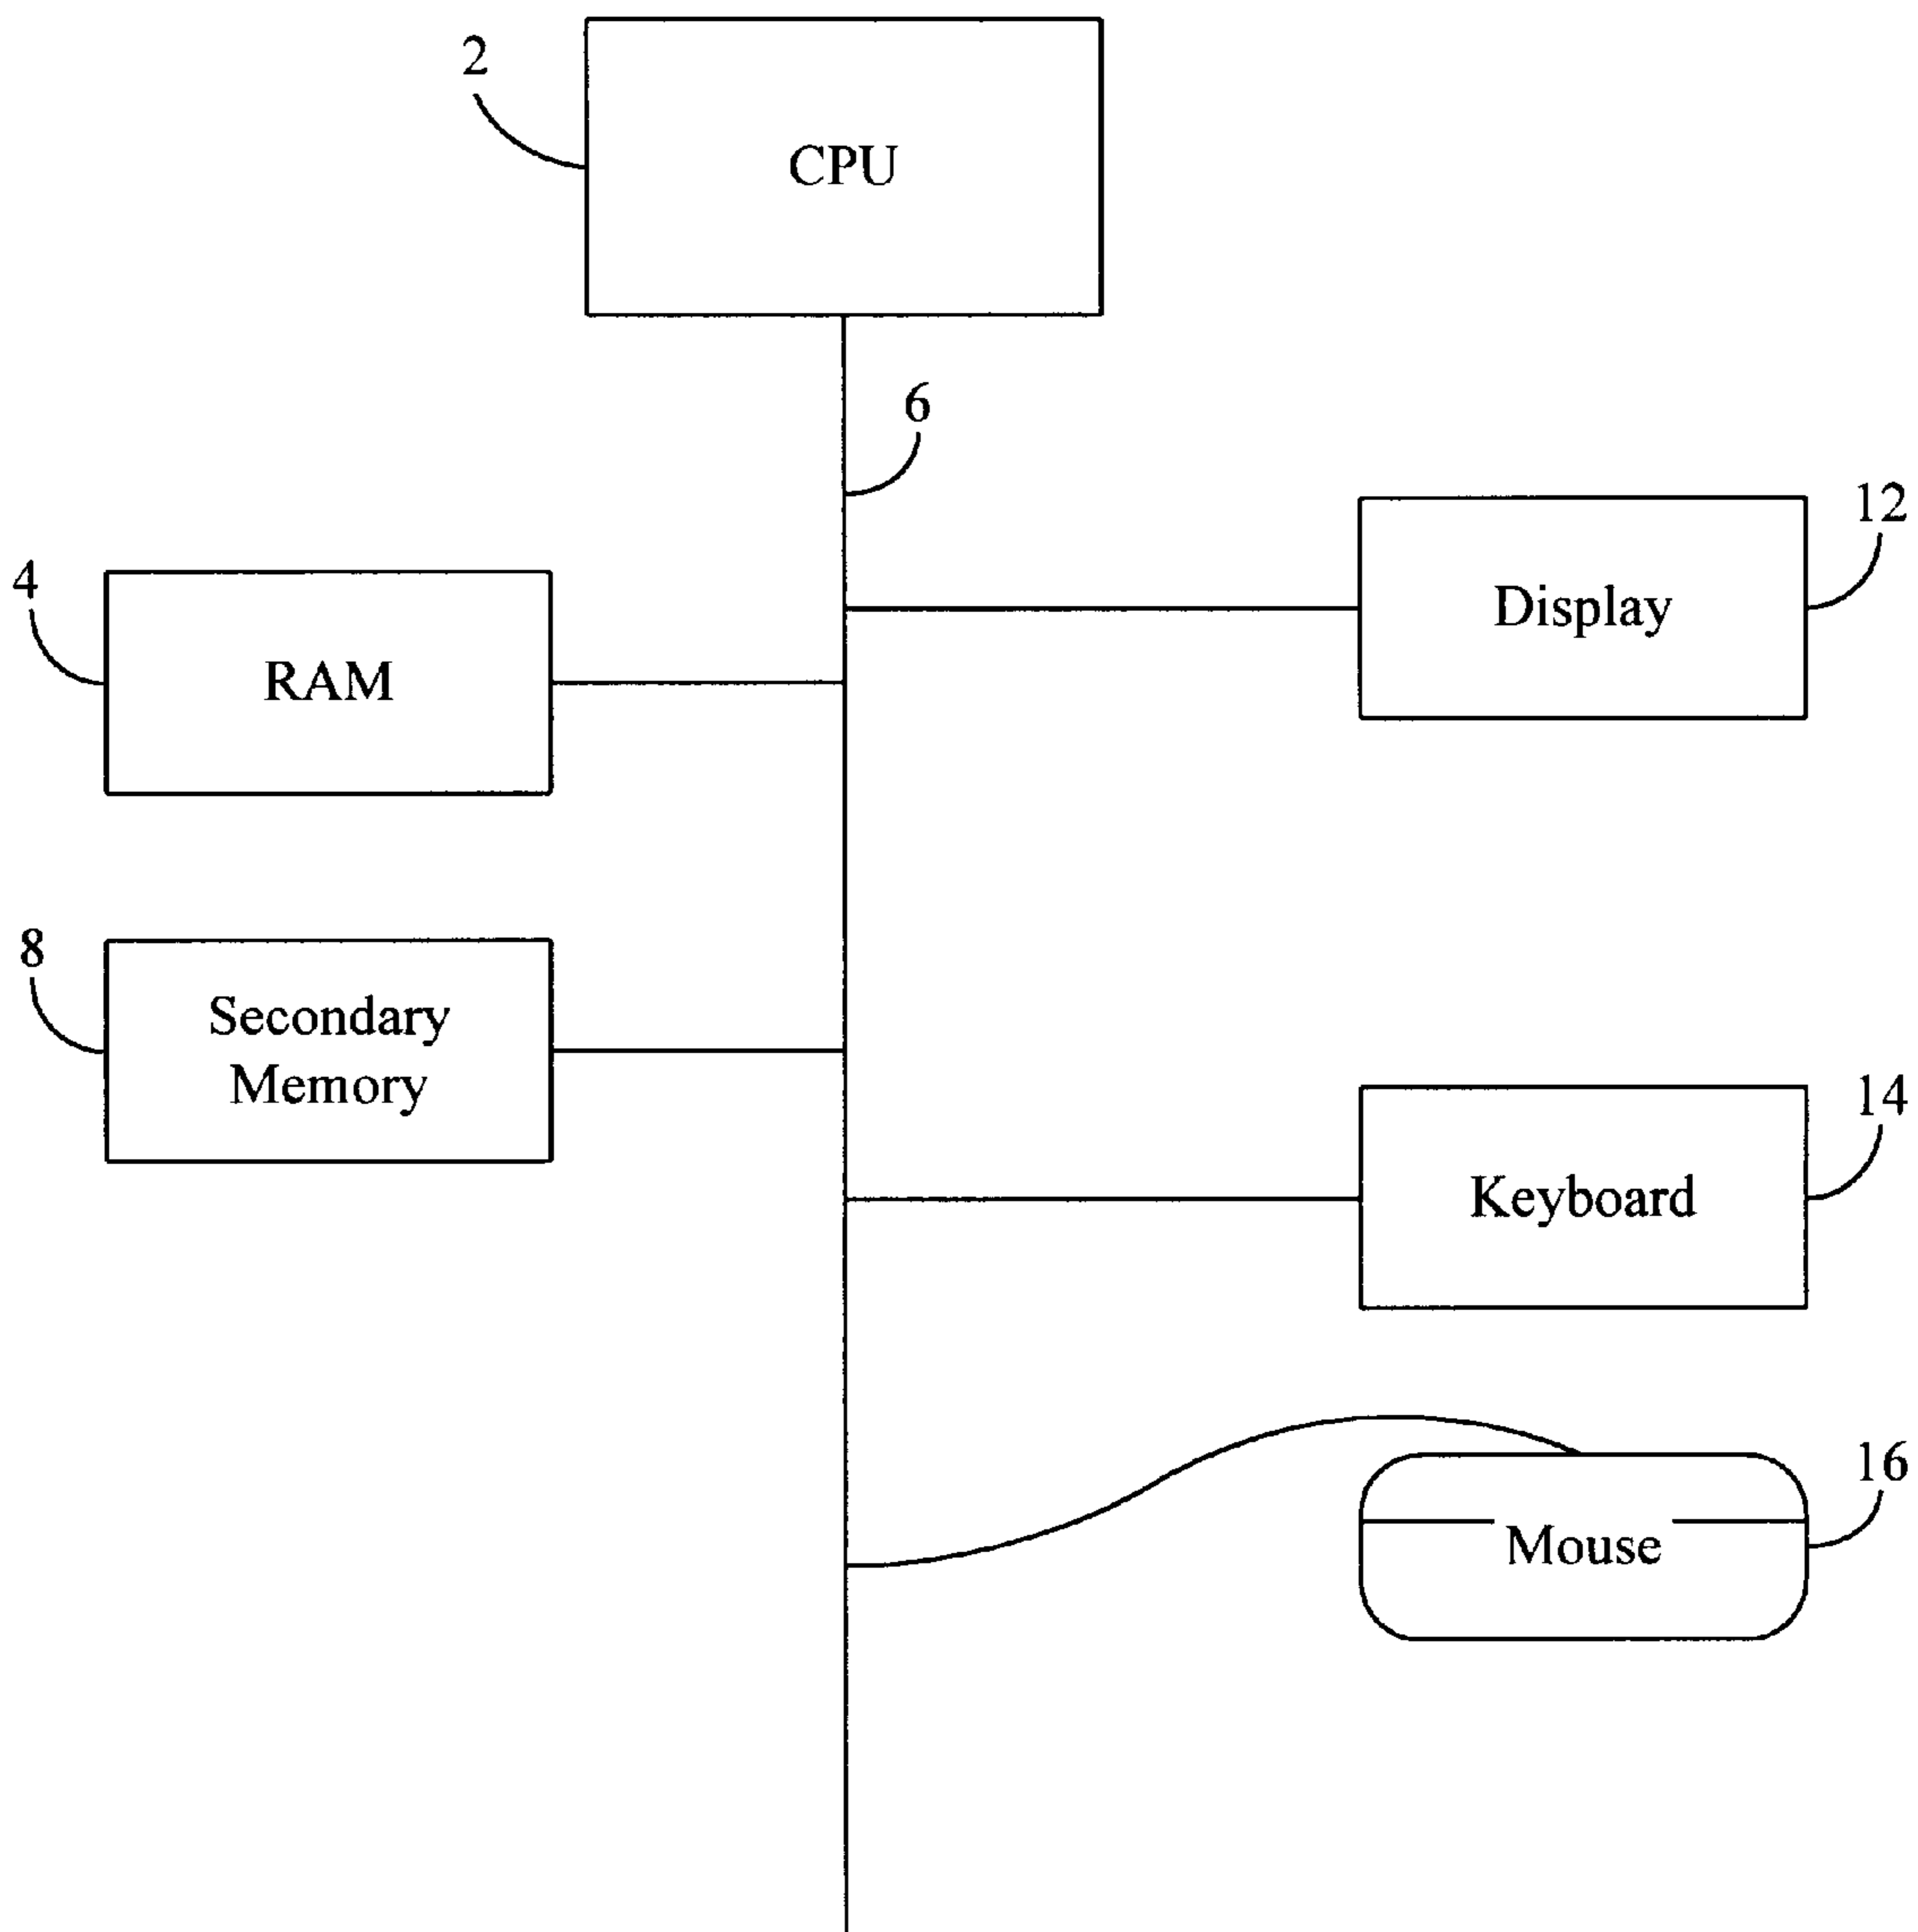 2
CPU
6
12
Display
4
RAM
8
Secondary
Memory
14
Keyboard
16
Mouse